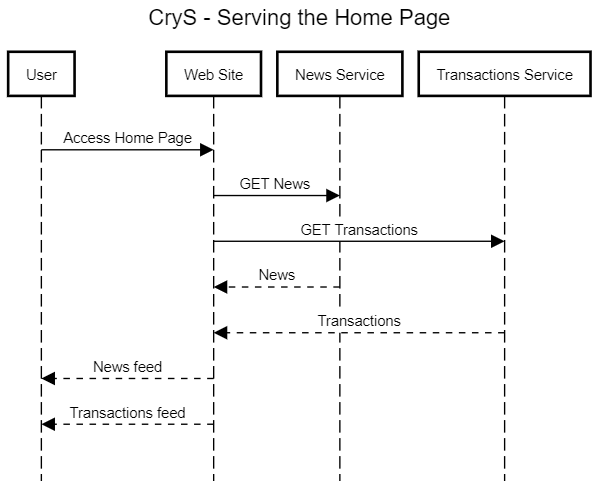 CryS - Serving the Home Page
User
Web Site
News Service
Transactions Service
Access Home Page
GET News
GET Transactions
News
Transactions
News feed
Transactions feed